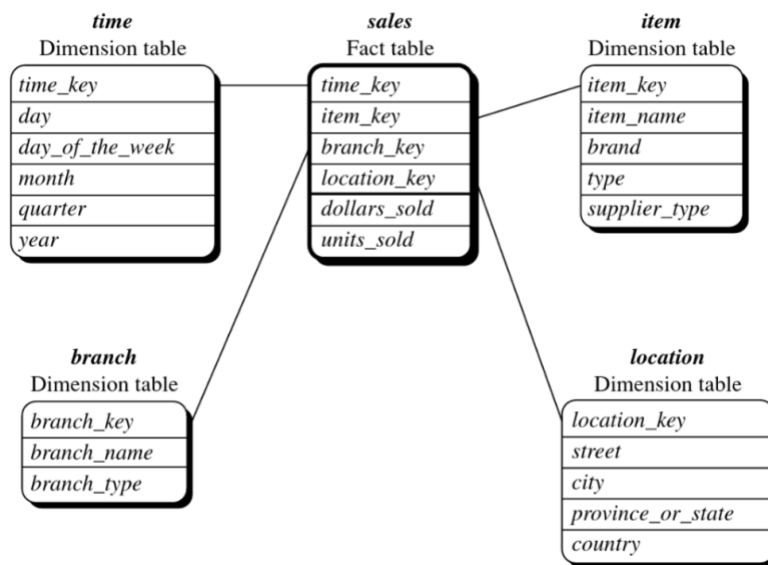 time
Dimension table
time_key
day
day_of_the_week
month
quarter
year
sales
Fact table
time_key
item_key
branch_key
location_key
dollars_sold
units_sold
item
Dimension table
item_key
item_name
brand
type
supplier_type
branch
Dimension table
branch_key
branch_name
branch_type
location
Dimension table
location_key
street
city
province_or_state
country